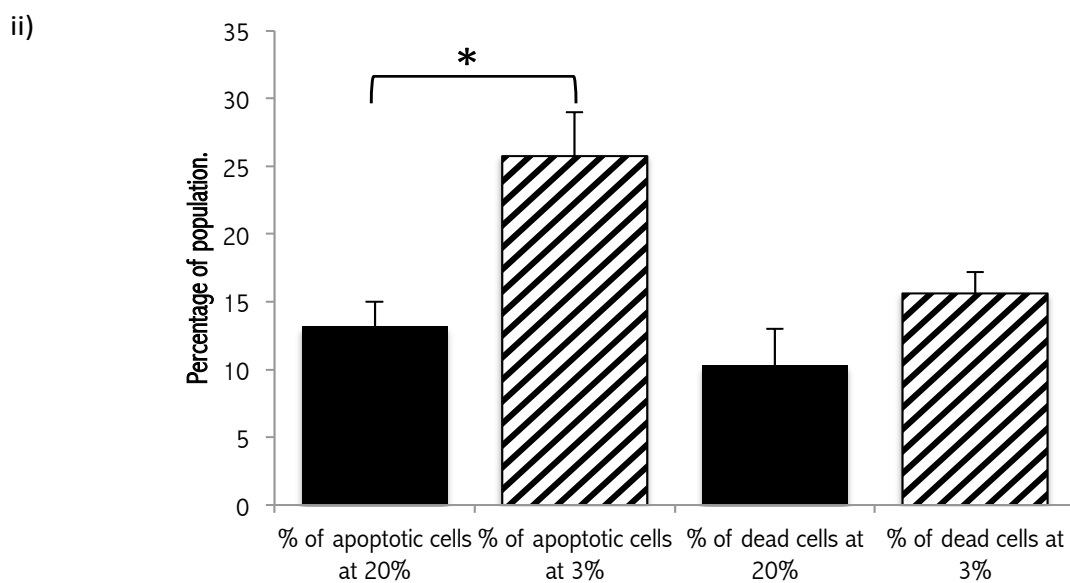 ii)
35
*
30
25
20
15
10
5
0
Percentage of population.
% of apoptotic cells
at 20%
% of apoptotic cells
at 3%
% of dead cells at
20%
% of dead cells at
3%